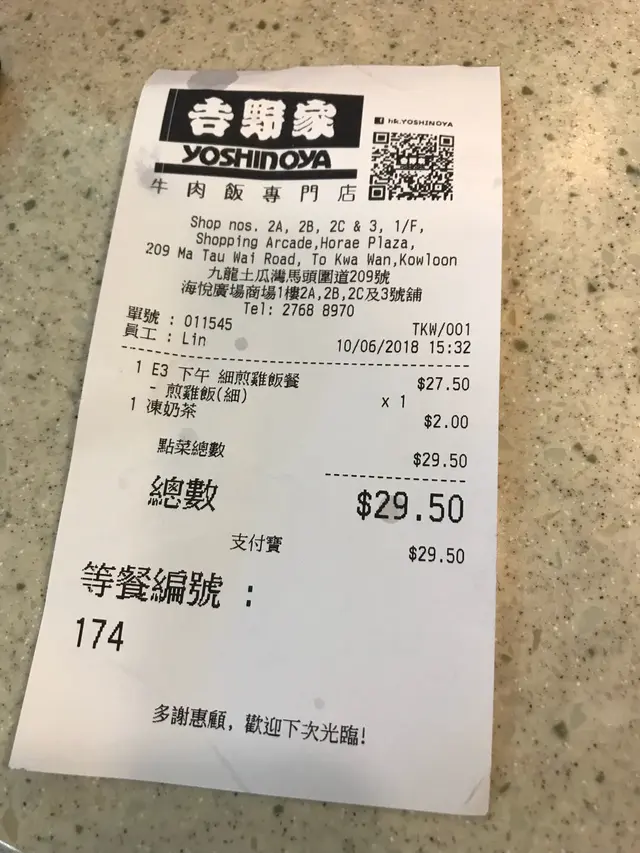 吉野家
YOSHINOYA
hk.YOSHINOYA
牛肉飯專門店
Shop nos. 2A, 2B, 2C & 3, 1/F,
Shopping Arcade,Horae Plaza,
209 Ma Tau Wai Road, To Kwa Wan,Kowloon
九龍土瓜灣馬頭圍道209號
海悅廣場商場1樓2A,2B,2C及3號舖
Tel: 2768 8970
單號 : 011545 TKW/001
員工 : Lin 10/06/2018 15:32
1 E3 下午 細煎雞飯餐 $27.50
- 煎雞飯(細) x 1
1 凍奶茶 $2.00
點菜總數 $29.50
總數 $29.50
支付寶 $29.50
等餐編號 :
174
多謝惠顧, 歡迎下次光臨!